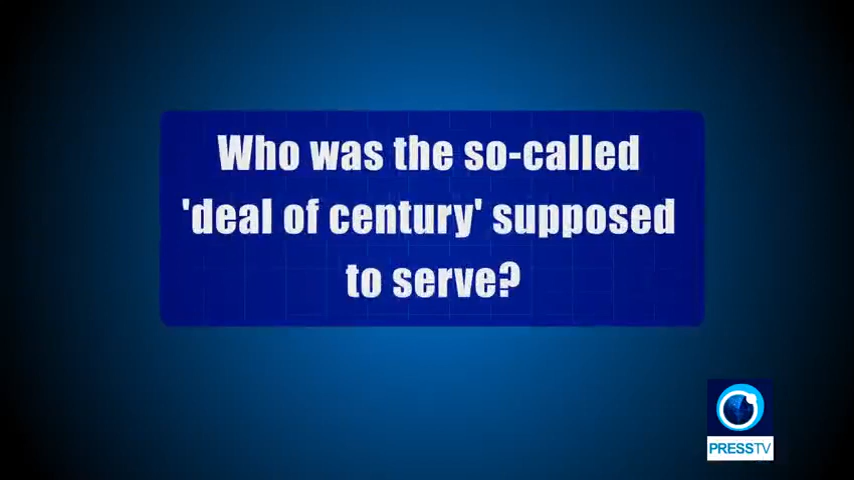 Who was the so-called
'deal of century' supposed
to serve?
PRESSTV